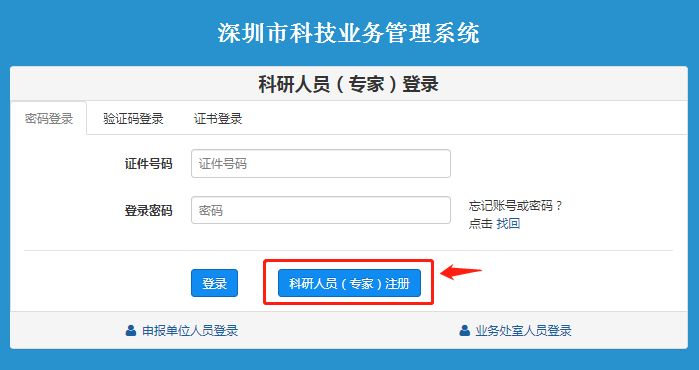 深圳市科技业务管理系统
科研人员（专家）登录
密码登录 验证码登录 证书登录
证件号码 证件号码
登录密码 密码 忘记账号或密码？
点击 找回
登录 科研人员（专家）注册
申报单位人员登录 业务处室人员登录